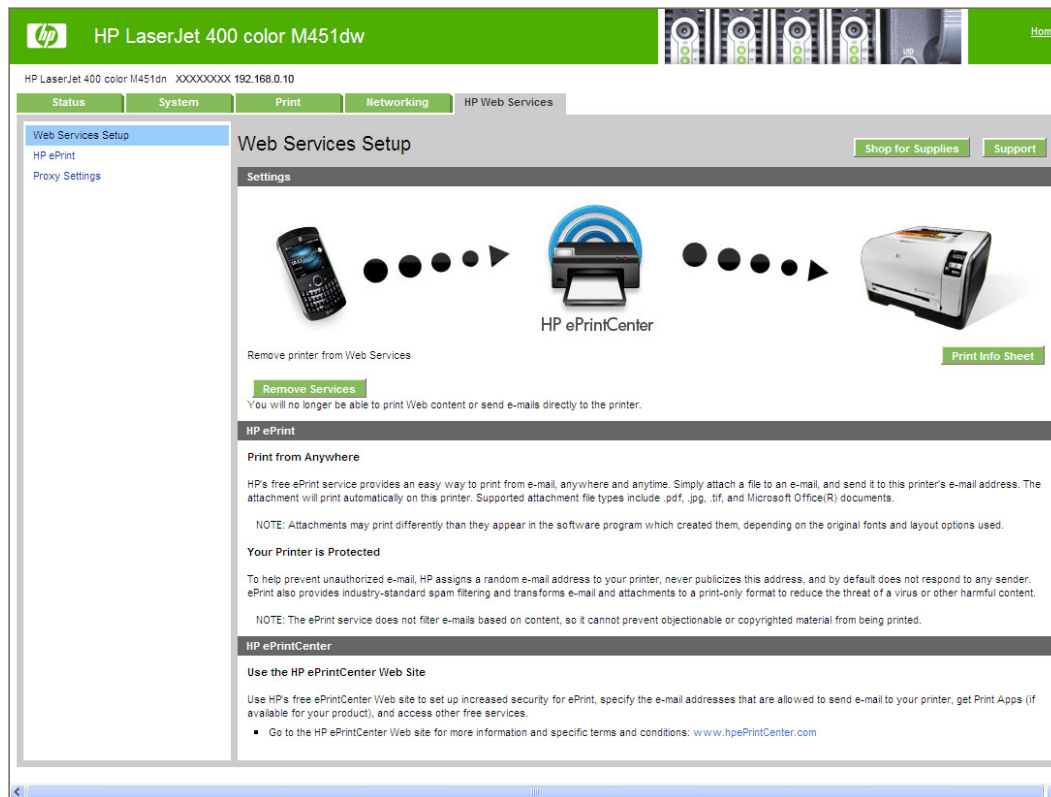 hp
HP LaserJet 400 color M451dw
UID
HP LaserJet 400 color M451dn XXXXXXXX 192.168.0.10
Status
System
Print
Networking
HP Web Services
Web Services Setup
HP ePrint
Proxy Settings
Web Services Setup
Shop for Supplies
Support
Settings
HP ePrintCenter
Remove printer from Web Services
Print Info Sheet
Remove Services
You will no longer be able to print Web content or send e-mails directly to the printer.
HP ePrint
Print from Anywhere
HP's free ePrint service provides an easy way to print from e-mail, anywhere and anytime. Simply attach a file to an e-mail, and send it to this printer's e-mail address. The
attachment will print automatically on this printer. Supported attachment file types include .pdf, .jpg, .tif, and Microsoft Office(R) documents.
NOTE: Attachments may print differently than they appear in the software program which created them, depending on the original fonts and layout options used.
Your Printer is Protected
To help prevent unauthorized e-mail, HP assigns a random e-mail address to your printer, never publicizes this address, and by default does not respond to any sender.
ePrint also provides industry-standard spam filtering and transforms e-mail and attachments to a print-only format to reduce the threat of a virus or other harmful content.
NOTE: The ePrint service does not filter e-mails based on content, so it cannot prevent objectionable or copyrighted material from being printed.
HP ePrintCenter
Use the HP ePrintCenter Web Site
Use HP's free ePrintCenter Web site to set up increased security for ePrint, specify the e-mail addresses that are allowed to send e-mail to your printer, get Print Apps (if
available for your product), and access other free services.
▪ Go to the HP ePrintCenter Web site for more information and specific terms and conditions: www.hpePrintCenter.com